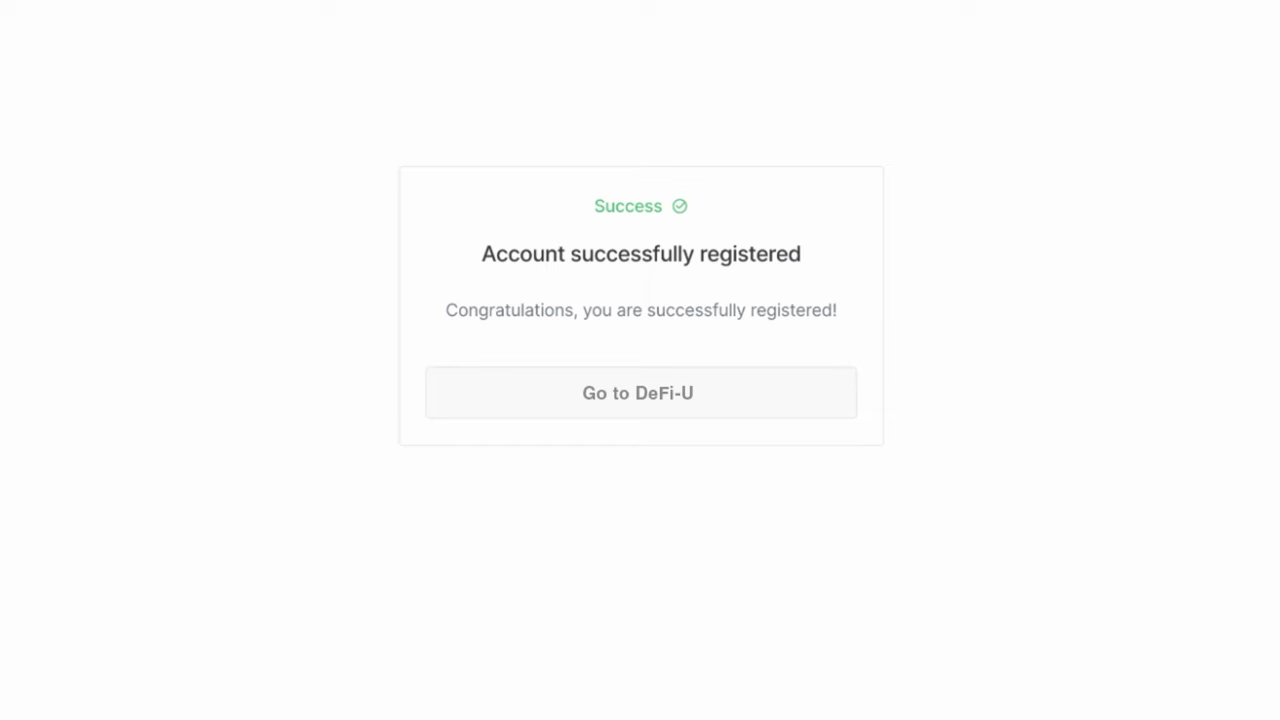 Success
Account successfully registered
Congratulations, you are successfully registered!
Go to DeFi-U